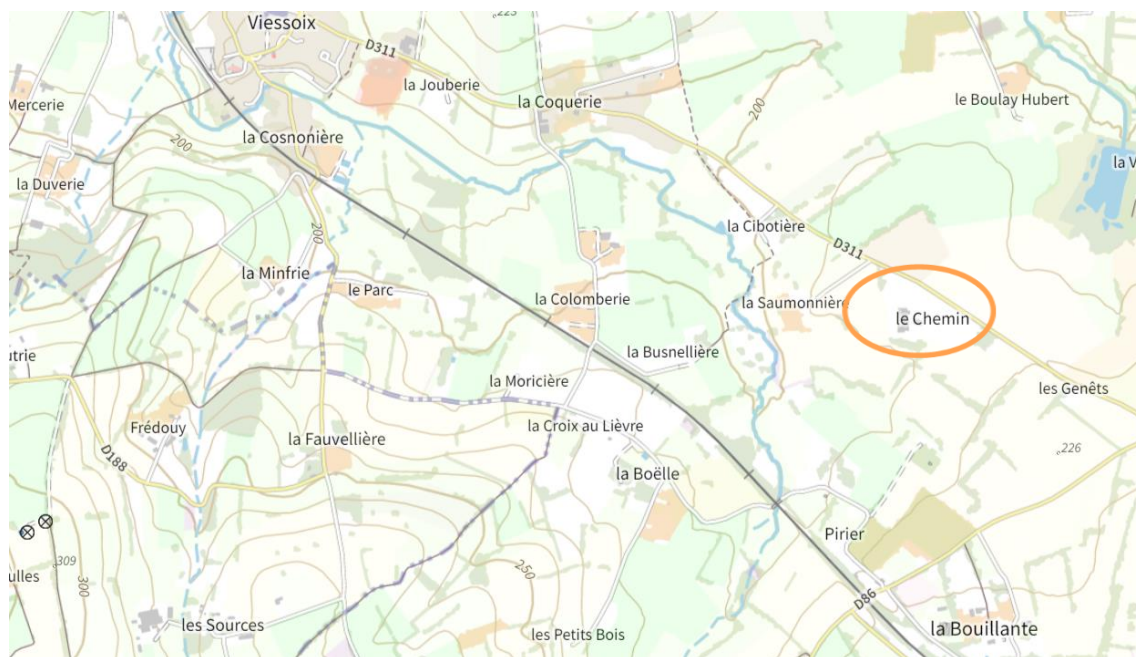 Viessoix
223
D311
la Jouberie
la Coquerie
le Boulay Hubert
Mercerie
200
la Cosnonière
200
la V
la Duverie
la Cibotière
200
D311
la Minfrie
le Parc
la Colomberie
la Saumonnière
le Chemin
utrie
la Busnellière
la Moricière
les Genêts
Frédouy
la Croix au Lièvre
la Fauvellière
226
D188
la Boëlle
Pirier
309
ulles
300
250
D86
les Sources
les Petits Bois
la Bouillante